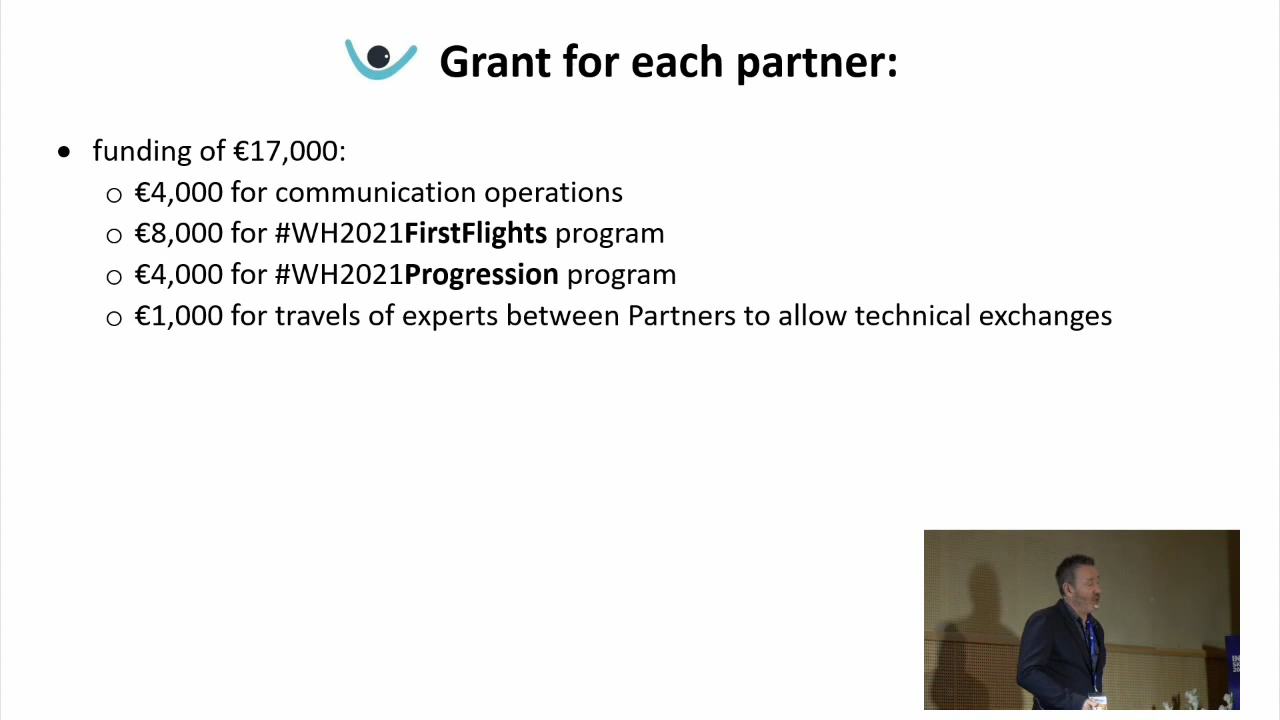 Grant for each partner:
• funding of €17,000:
o €4,000 for communication operations
o €8,000 for #WH2021FirstFlights program
o €4,000 for #WH2021Progression program
o €1,000 for travels of experts between Partners to allow technical exchanges